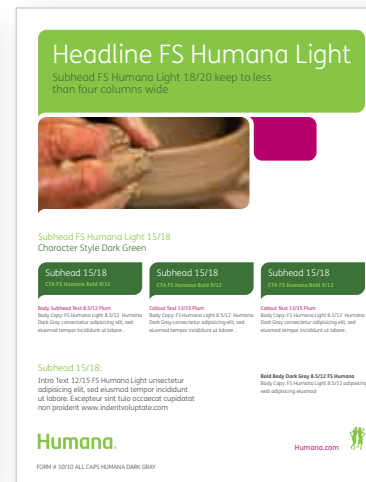 Headline FS Humana Light
Subhead FS Humana Light 18/20 keep to less
than four columns wide
Subhead FS Humana Light 15/18
Character Style Dark Green
Subhead 15/18
CTA FS Humana Bold 9/12
Subhead 15/18
CTA FS Humana Bold 9/12
Subhead 15/18
CTA FS Humana Bold 9/12
Body Subhead Text 8.5/12 Plum
Body Copy: FS Humana Light 8.5/12 Humana
Dark Gray consectetur adipisicing elit, sed
eiusmod tempor incididunt ut labore .
Callout Text 13/15 Plum
Body Copy: FS Humana Light 8.5/12 Humana
Dark Gray consectetur adipisicing elit, sed
eiusmod tempor incididunt ut labore .
Callout Text 13/15 Plum
Body Copy: FS Humana Light 8.5/12 Humana
Dark Gray consectetur adipisicing elit, sed
eiusmod tempor incididunt ut labore .
Subhead 15/18:
Intro Text 12/15 FS Humana Light unsectetur
adipisicing elit, sed eiusmod tempor incididunt
ut labore. Excepteur sint tulo occaecat cupidatat
non proident www.inderitvoluptate.com
Bold Body Dark Gray 8.5/12 FS Humana
Body Copy: FS Humana Light 8.5/12 adipisicing
sedi adipisicing eiusmod
Humana.
Humana.com
FORM # 10/10 ALL CAPS HUMANA DARK GRAY